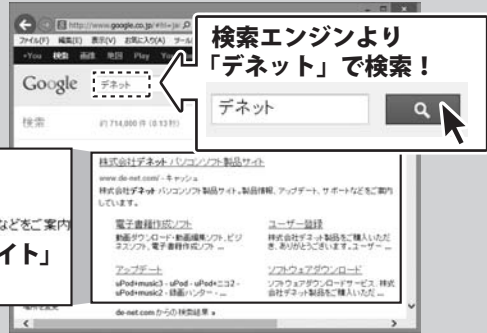 http://www.google.co.jp/#hl=ja
ファイル(F) 編集(E) 表示(V) お気に入り(A) ツール
+You 検索 画像 地図 Play
Google デネット
検索エンジンより
「デネット」で検索！
デネット
検索 約 714,000 件 (0.13 秒)
株式会社デネット パソコンソフト製品サイト
www.de-net.com/ - キャッシュ
株式会社デネット パソコンソフト製品サイト。製品情報、アップデート、サポートなどをご案内
しています。
などをご案内
イト」
電子書籍作成ソフト
動画ダウンロード・動画編集ソフト、ビジ
ネスソフト、電子書籍作成ソフト ...
ユーザー登録
株式会社デネット製品をご購入いただ
き、ありがとうございます。ユーザー ...
アップデート
uPod+music3 - uPod - uPod+ニコ2 -
uPod+music2 - 録画ハンター - ...
ソフトウェアダウンロード
ソフトウェアダウンロードサービス. 株式
会社デネット製品をご購入いただ ...
場所を変更
de-net.com からの検索結果 »